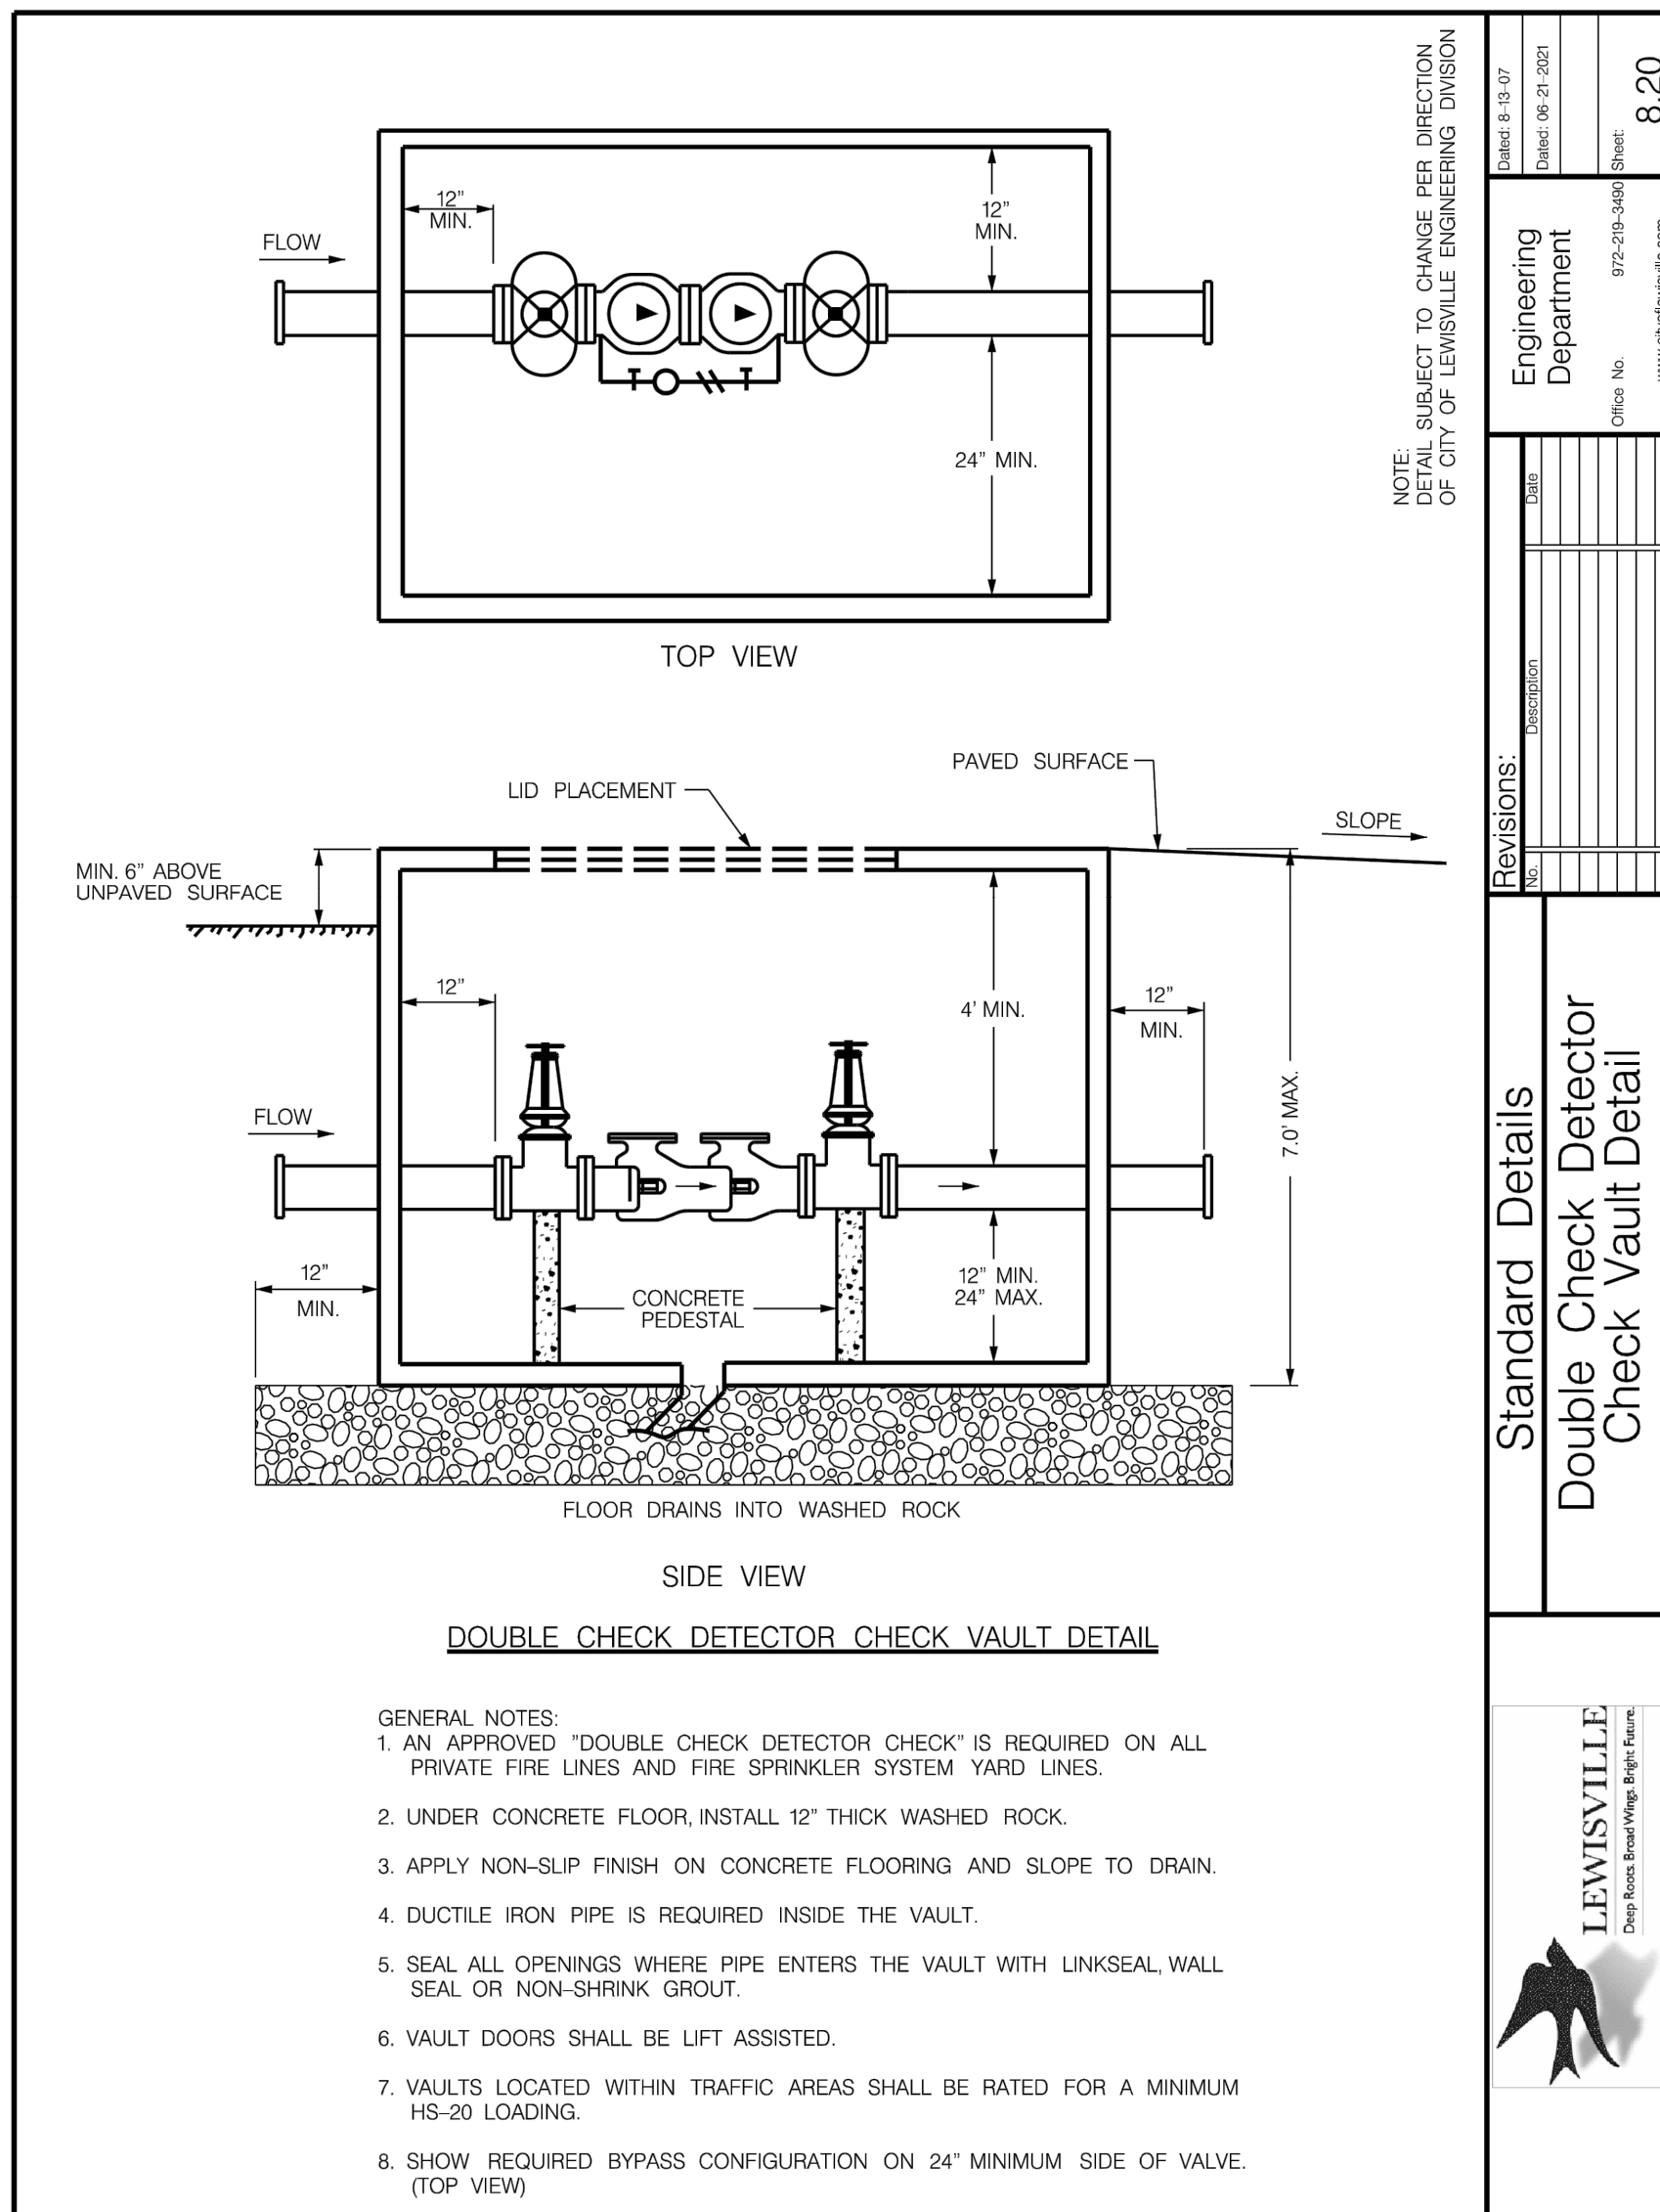 12"
MIN.
FLOW
12"
MIN.
24" MIN.
TOP VIEW
NOTE:
DETAIL SUBJECT TO CHANGE PER DIRECTION
OF CITY OF LEWISVILLE ENGINEERING DIVISION
PAVED SURFACE
LID PLACEMENT
SLOPE
MIN. 6" ABOVE
UNPAVED SURFACE
12"
4' MIN.
12"
MIN.
7.0' MAX.
FLOW
12"
MIN.
CONCRETE
PEDESTAL
12" MIN.
24" MAX.
FLOOR DRAINS INTO WASHED ROCK
SIDE VIEW
DOUBLE CHECK DETECTOR CHECK VAULT DETAIL
GENERAL NOTES:
1. AN APPROVED "DOUBLE CHECK DETECTOR CHECK" IS REQUIRED ON ALL
PRIVATE FIRE LINES AND FIRE SPRINKLER SYSTEM YARD LINES.
2. UNDER CONCRETE FLOOR, INSTALL 12" THICK WASHED ROCK.
3. APPLY NON-SLIP FINISH ON CONCRETE FLOORING AND SLOPE TO DRAIN.
4. DUCTILE IRON PIPE IS REQUIRED INSIDE THE VAULT.
5. SEAL ALL OPENINGS WHERE PIPE ENTERS THE VAULT WITH LINKSEAL, WALL
SEAL OR NON-SHRINK GROUT.
6. VAULT DOORS SHALL BE LIFT ASSISTED.
7. VAULTS LOCATED WITHIN TRAFFIC AREAS SHALL BE RATED FOR A MINIMUM
HS-20 LOADING.
8. SHOW REQUIRED BYPASS CONFIGURATION ON 24" MINIMUM SIDE OF VALVE.
(TOP VIEW)
LEWISVILLE
Deep Roots. Broad Wings. Bright Future.
Standard Details
Double Check Detector
Check Vault Detail
Revisions:
No. Description Date
Engineering
Department
Office No. 972-219-3490
Dated: 8-13-07
Dated: 06-21-2021
Sheet:
8.20